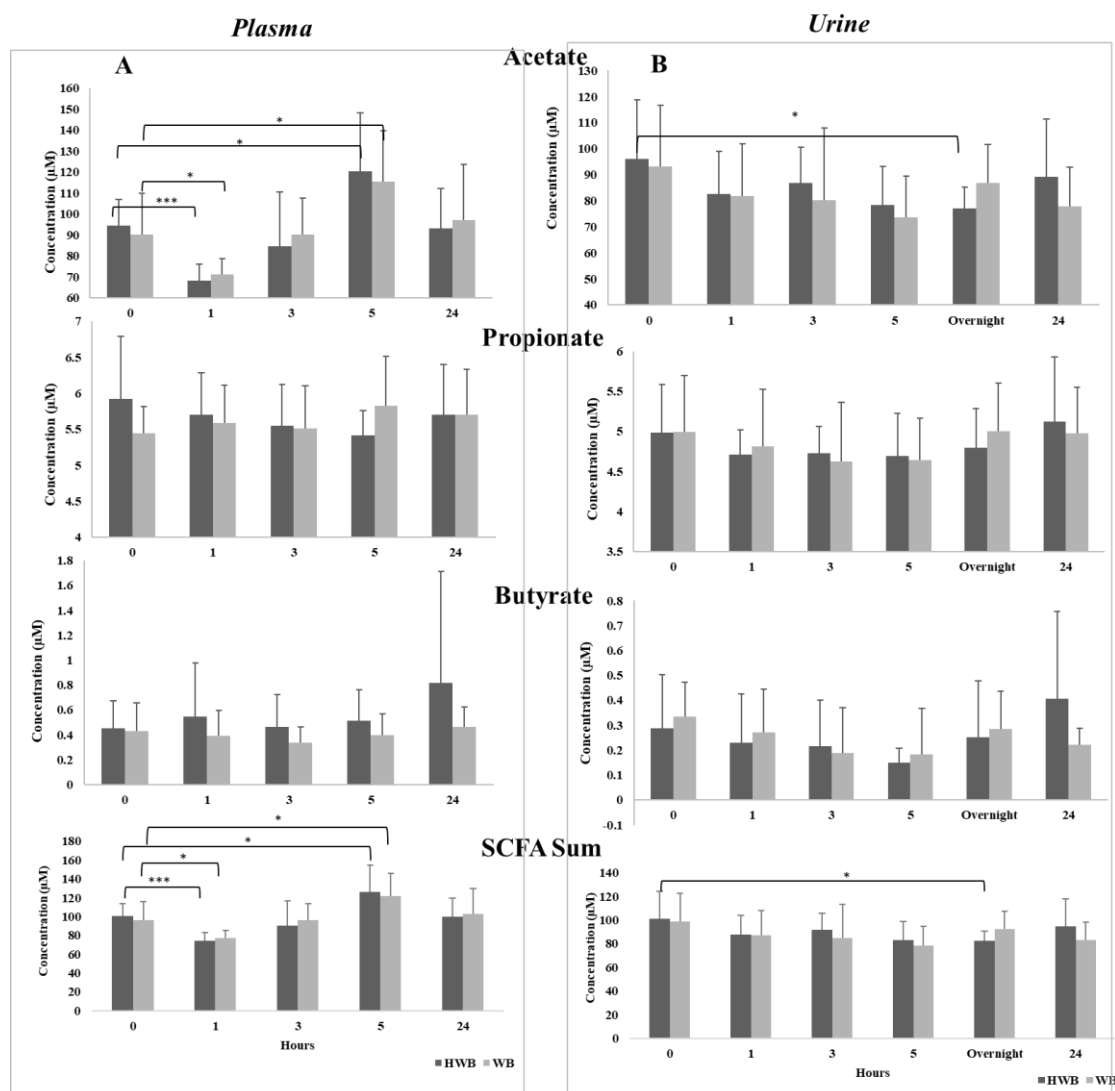 Plasma
Urine
Acetate
A
B
Concentration (µM)
160
150
140
130
120
110
100
90
80
70
60
*
*
*
***
0 1 3 5 24
Concentration (µM)
130
120
110
100
90
80
70
60
50
40
*
0 1 3 5 Overnight 24
Propionate
Concentration (µM)
7
6.5
6
5.5
5
4.5
4
0 1 3 5 24
Concentration (µM)
6
5.5
5
4.5
4
3.5
0 1 3 5 Overnight 24
Butyrate
Concentration (µM)
1.8
1.6
1.4
1.2
1
0.8
0.6
0.4
0.2
0
0 1 3 5 24
Concentration (µM)
0.8
0.7
0.6
0.5
0.4
0.3
0.2
0.1
0
-0.1
0 1 3 5 Overnight 24
SCFA Sum
Concentration (µM)
180
160
140
120
100
80
60
40
20
0
*
*
*
***
0 1 3 5 24
Hours
HWB WB
Concentration (µM)
140
120
100
80
60
40
20
0
*
0 1 3 5 Overnight 24
Hours
HWB WB